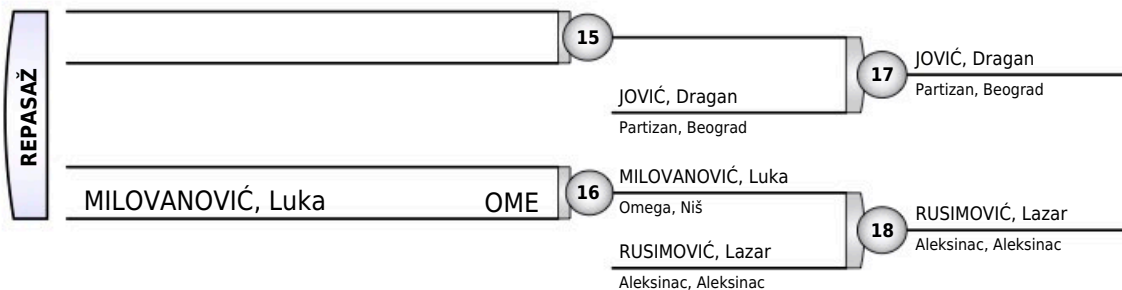 REPASAŽ
15
JOVIĆ, Dragan
Partizan, Beograd
17
JOVIĆ, Dragan
Partizan, Beograd
MILOVANOVIĆ, Luka OME
16
MILOVANOVIĆ, Luka
Omega, Niš
RUSIMOVIĆ, Lazar
Aleksinac, Aleksinac
18
RUSIMOVIĆ, Lazar
Aleksinac, Aleksinac